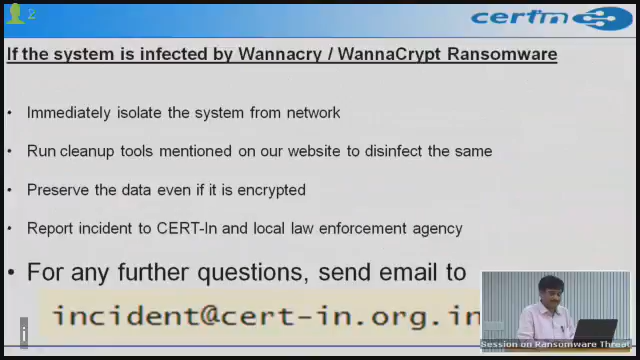 2
certin
If the system is infected by Wannacry / WannaCrypt Ransomware
• Immediately isolate the system from network
• Run cleanup tools mentioned on our website to disinfect the same
• Preserve the data even if it is encrypted
• Report incident to CERT-In and local law enforcement agency
• For any further questions, send email to
incident@cert-in.org.in
i
Session on Ransomware Threat